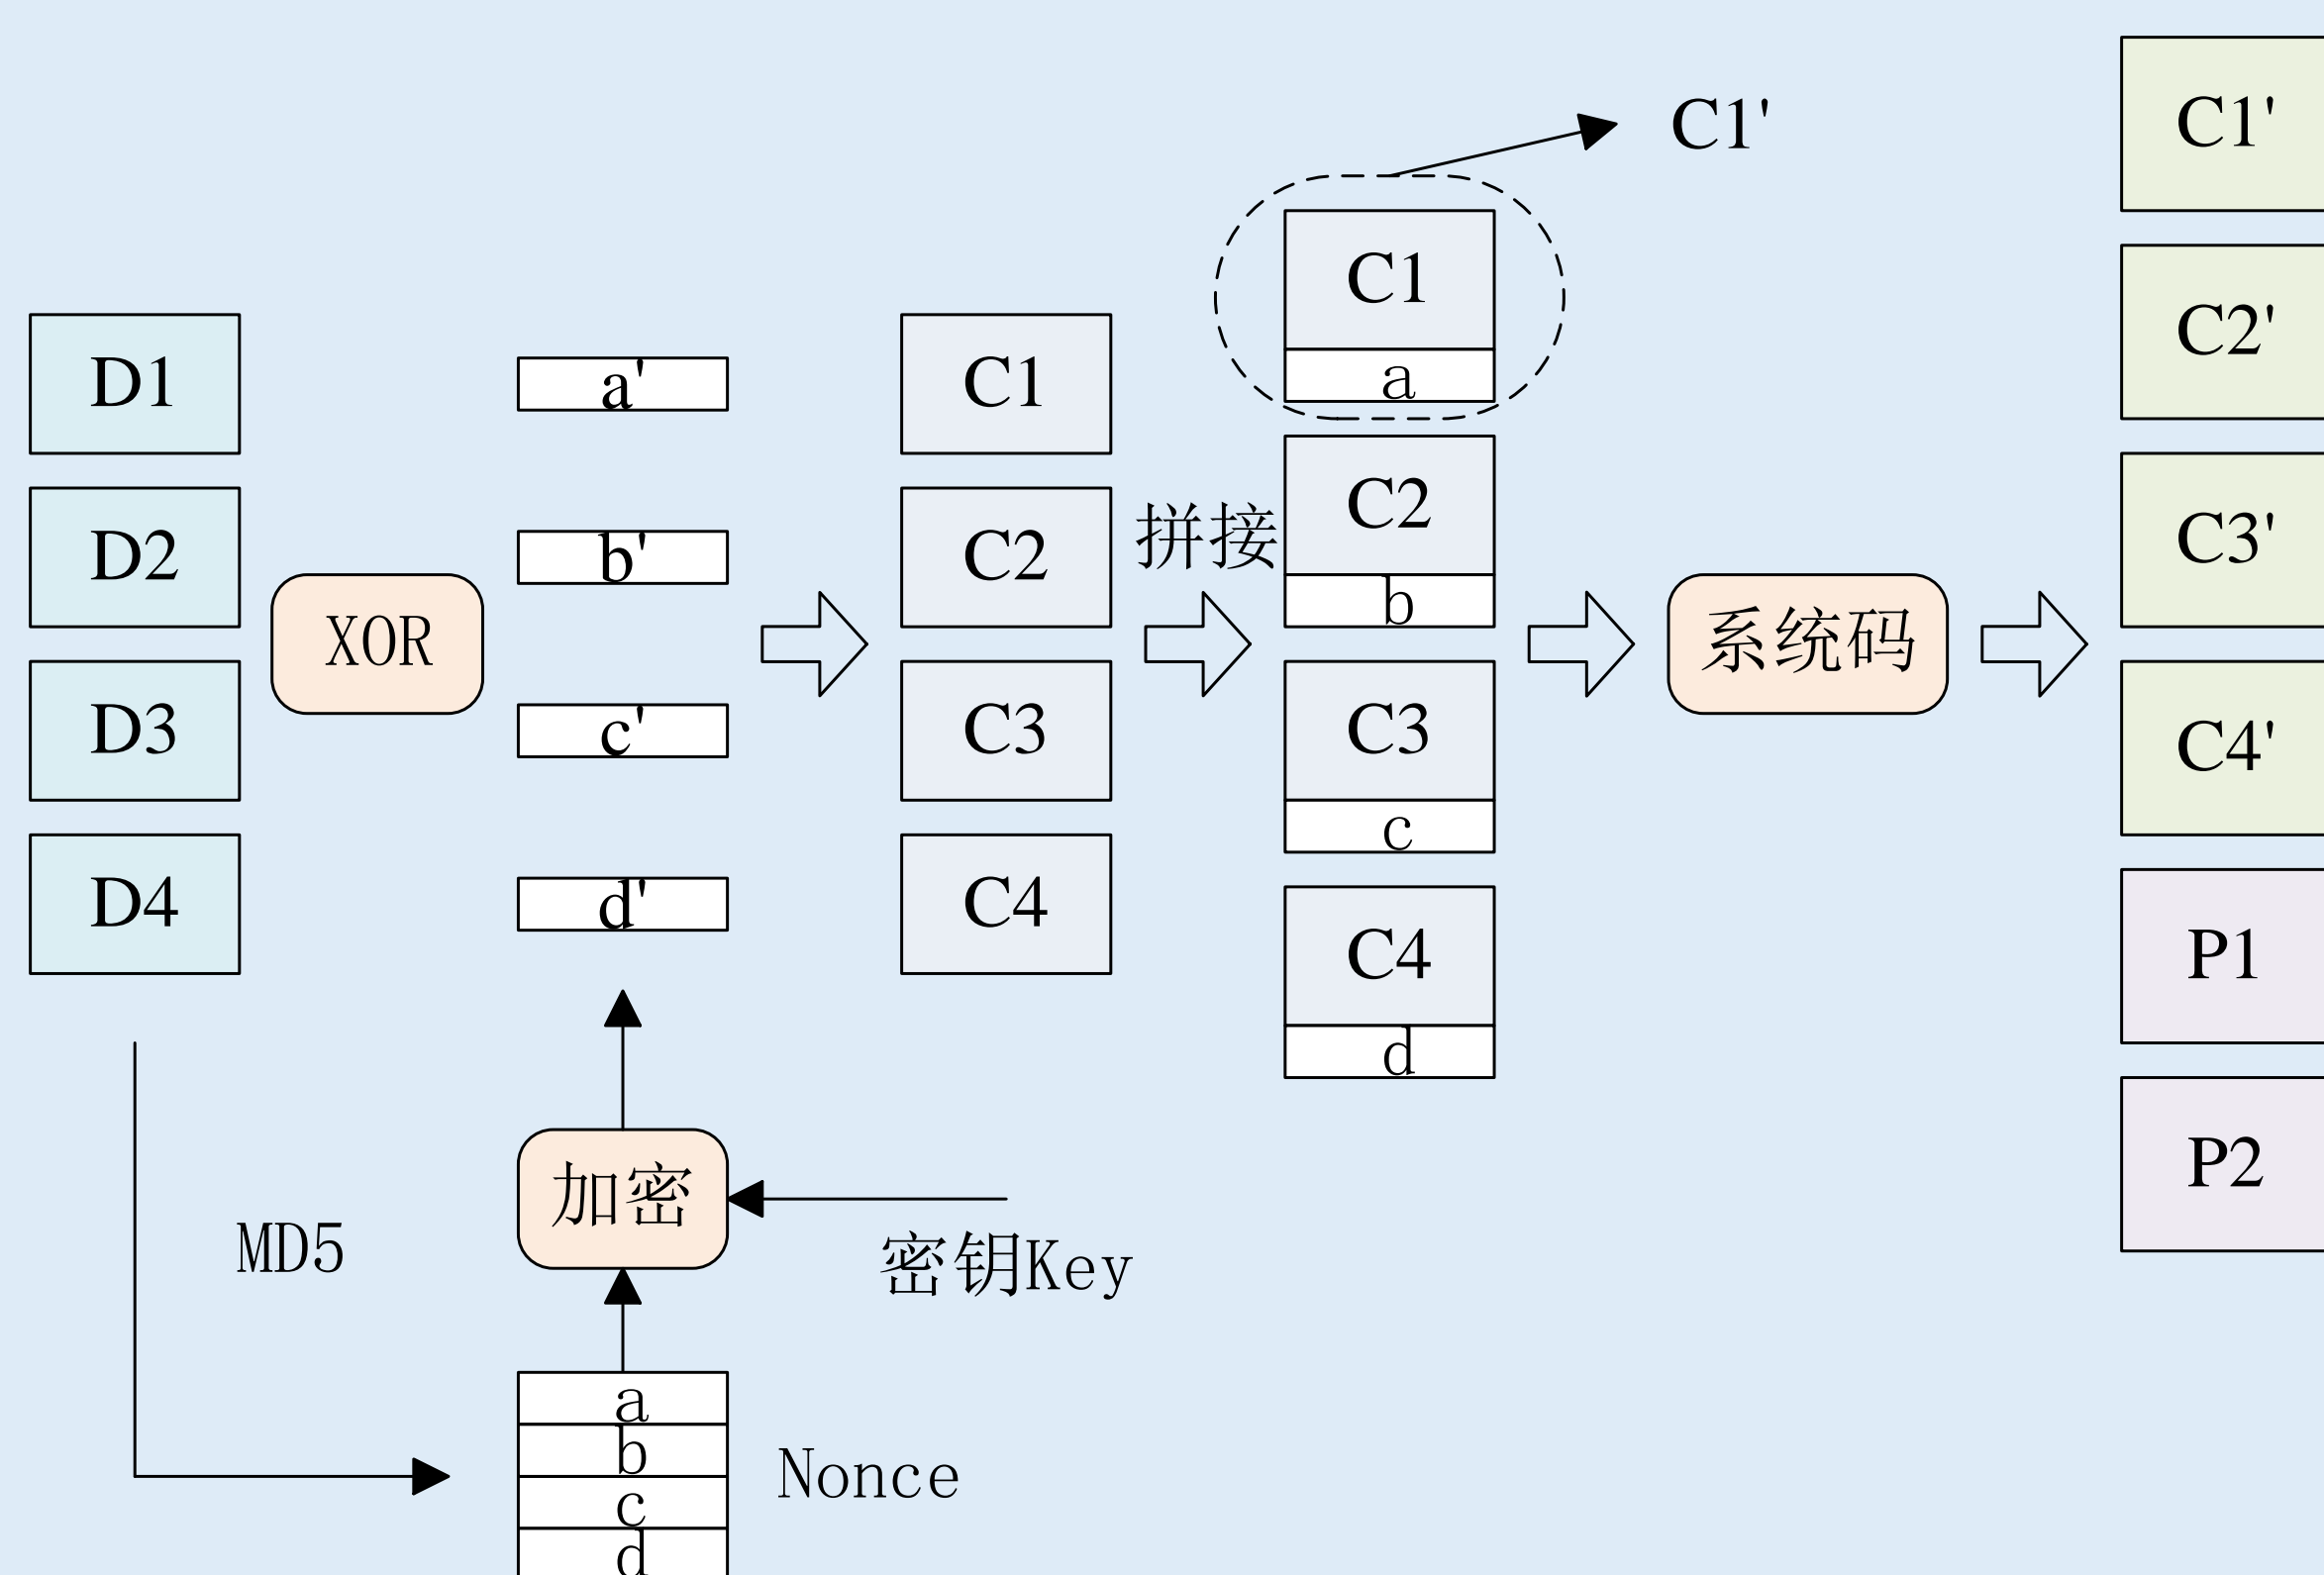 D1
D2
D3
D4
XOR
a'
b'
c'
d'
C1
C2
C3
C4
拼接
C1'
C1
a
C2
b
C3
c
C4
d
系统码
C1'
C2'
C3'
C4'
P1
P2
加密
密钥Key
MD5
a
b
c
d
Nonce